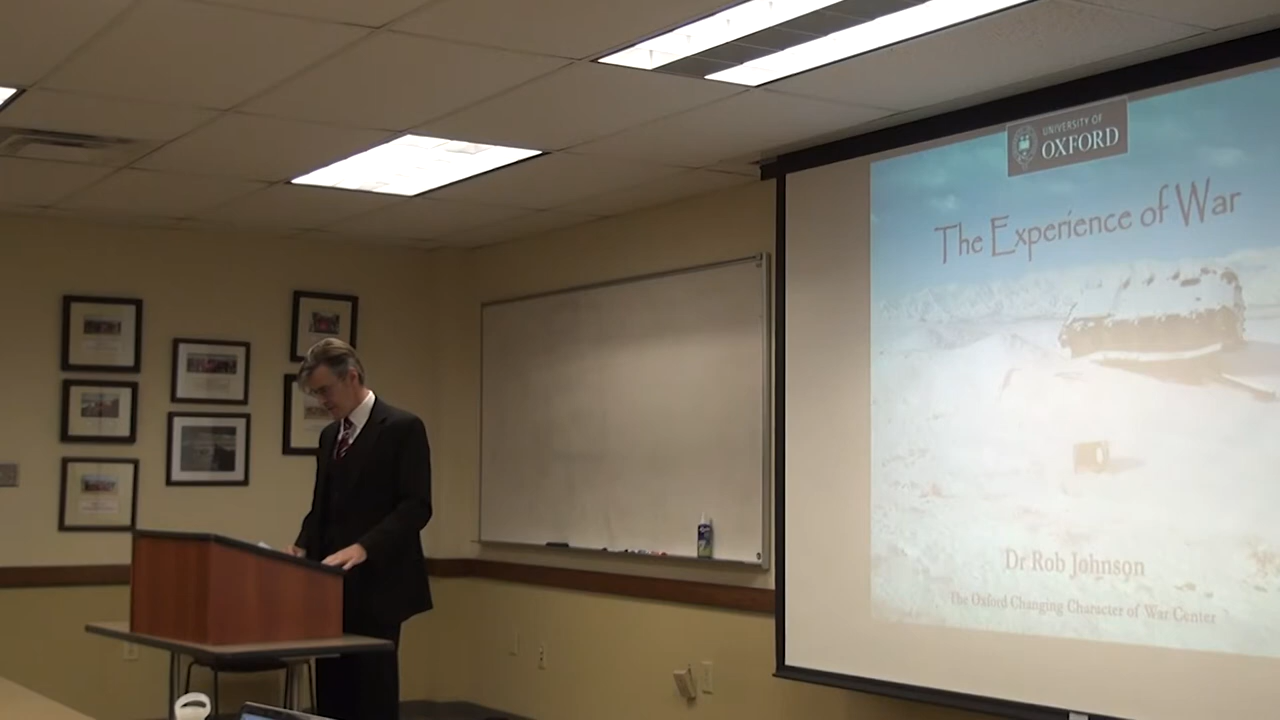 UNIVERSITY OF
OXFORD
The Experience of War
Dr Rob Johnson
The Oxford Changing Character of War Center